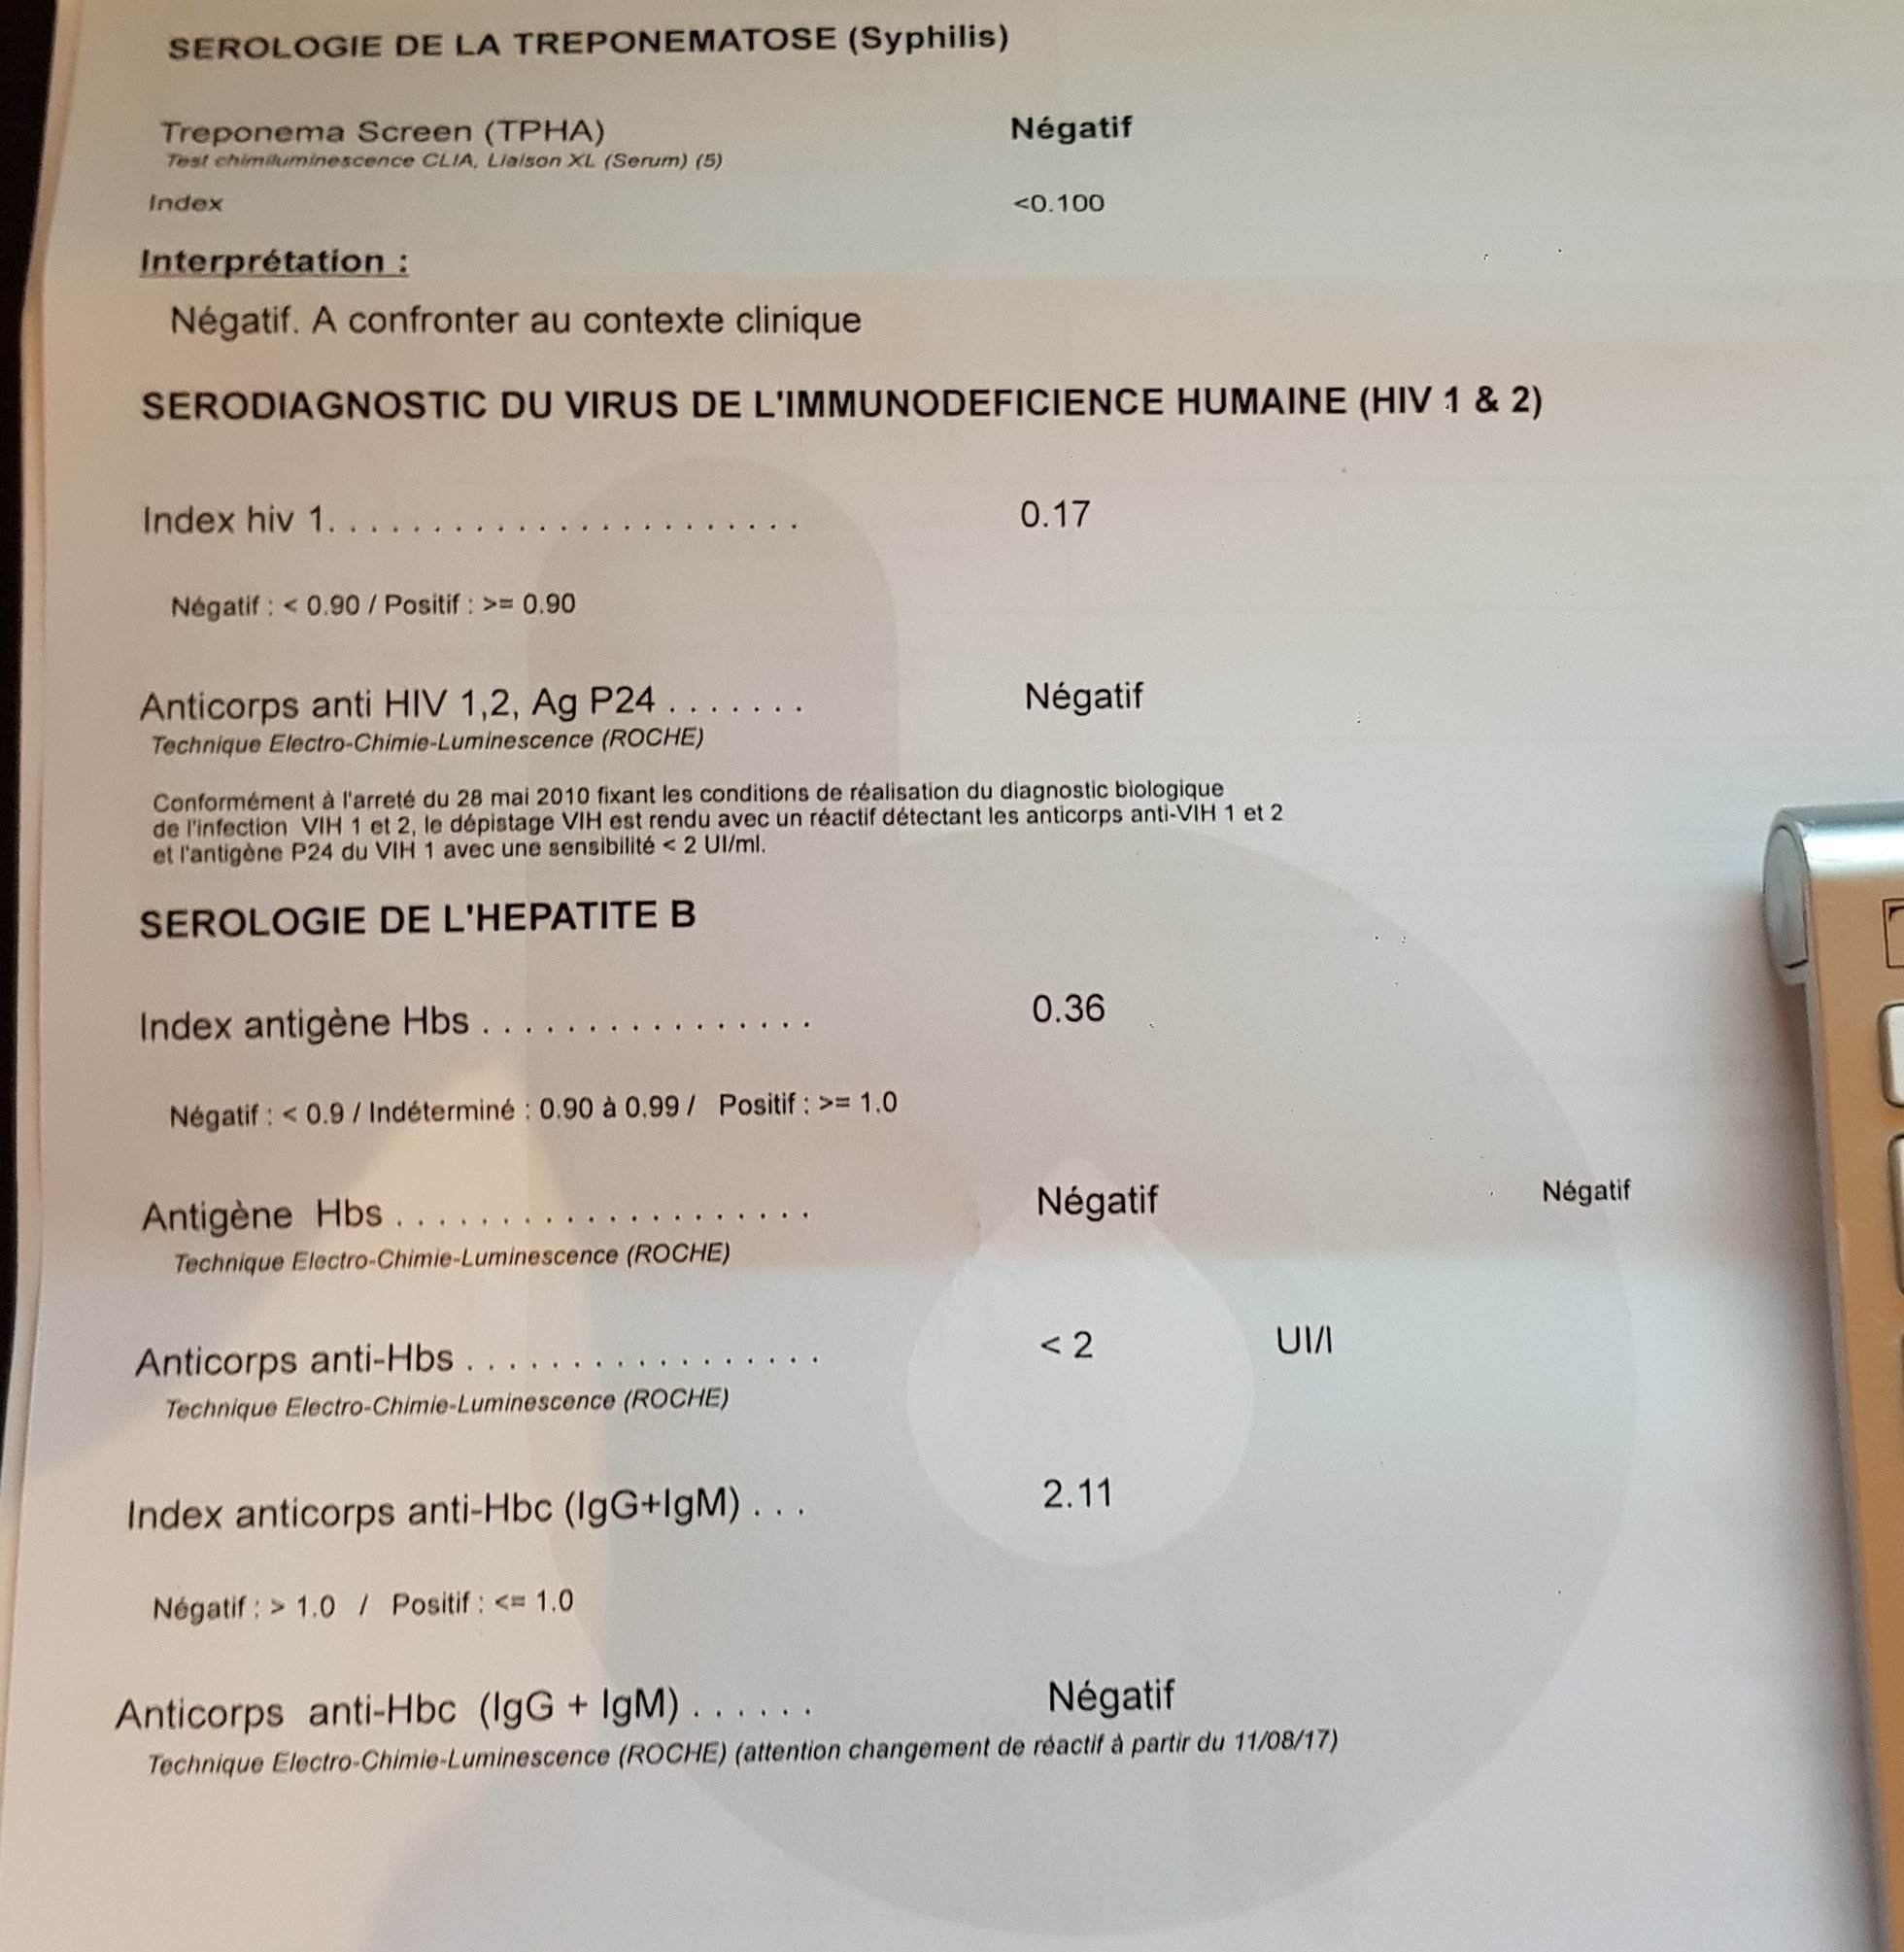 SEROLOGIE DE LA TREPONEMATOSE (Syphilis)
Treponema Screen (TPHA) Négatif
Test chimiluminescence CLIA, Liaison XL (Serum) (5)
Index <0.100
Interprétation :
Négatif. A confronter au contexte clinique
SERODIAGNOSTIC DU VIRUS DE L'IMMUNODEFICIENCE HUMAINE (HIV 1 & 2)
Index hiv 1. . . . . . . . . . . . . . . . . . . . . . . 0.17
Négatif : < 0.90 / Positif : >= 0.90
Anticorps anti HIV 1,2, Ag P24 . . . . . . . Négatif
Technique Electro-Chimie-Luminescence (ROCHE)
Conformément à l'arreté du 28 mai 2010 fixant les conditions de réalisation du diagnostic biologique
de l'infection VIH 1 et 2, le dépistage VIH est rendu avec un réactif détectant les anticorps anti-VIH 1 et 2
et l'antigène P24 du VIH 1 avec une sensibilité < 2 UI/ml.
SEROLOGIE DE L'HEPATITE B
Index antigène Hbs . . . . . . . . . . . . . . . . 0.36
Négatif : < 0.9 / Indéterminé : 0.90 à 0.99 / Positif : >= 1.0
Antigène Hbs . . . . . . . . . . . . . . . . . . . . Négatif Négatif
Technique Electro-Chimie-Luminescence (ROCHE)
Anticorps anti-Hbs . . . . . . . . . . . . . . . . . < 2 UI/l
Technique Electro-Chimie-Luminescence (ROCHE)
Index anticorps anti-Hbc (IgG+IgM) . . . 2.11
Négatif : > 1.0 / Positif : <= 1.0
Anticorps anti-Hbc (IgG + IgM) . . . . . . Négatif
Technique Electro-Chimie-Luminescence (ROCHE) (attention changement de réactif à partir du 11/08/17)